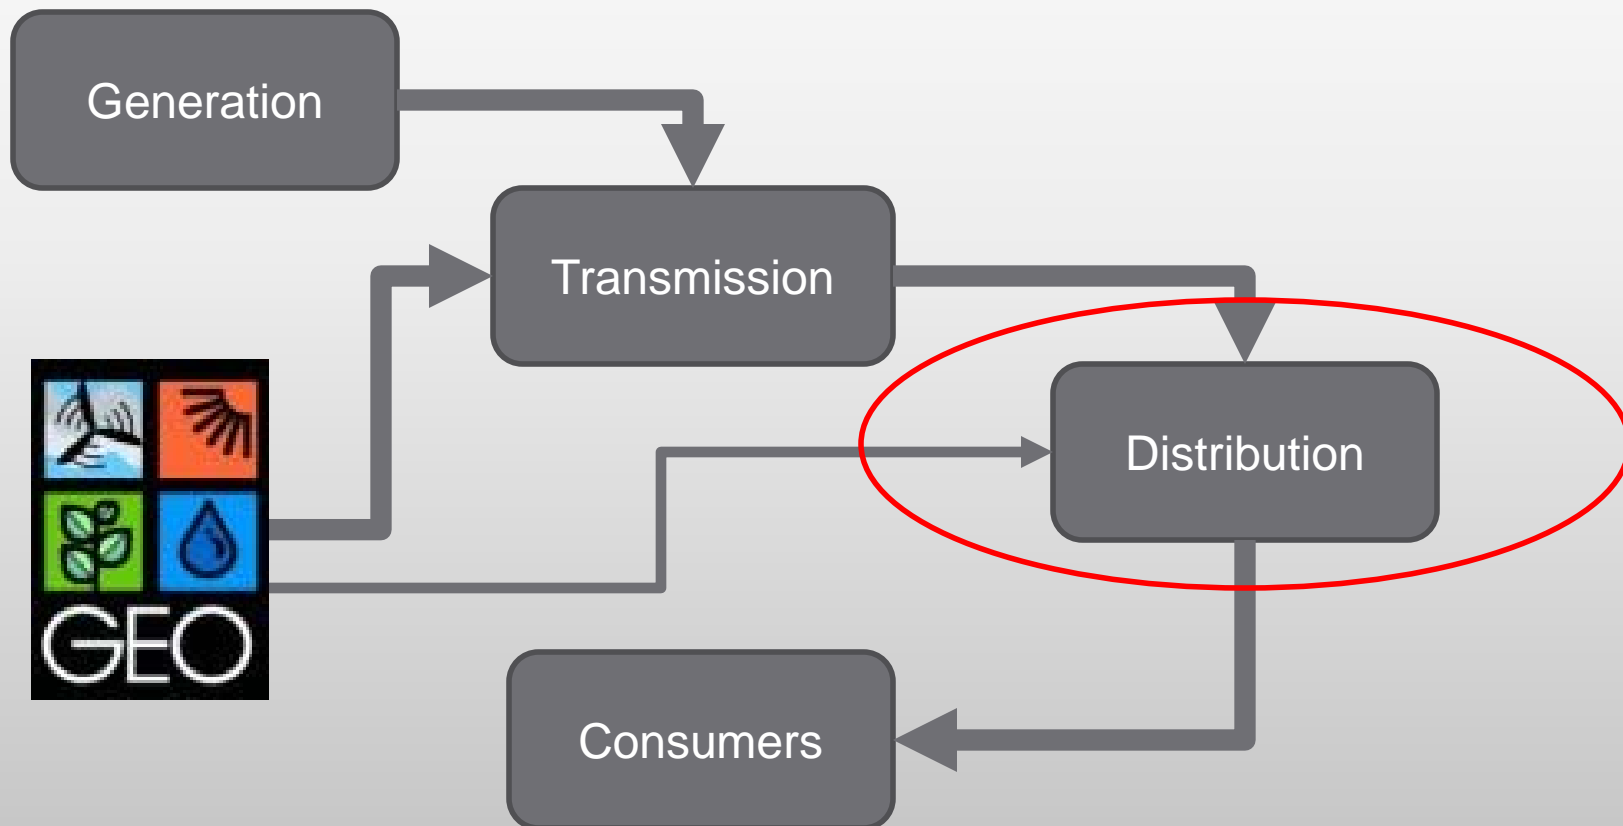 Generation
Transmission
Distribution
GEO
Consumers